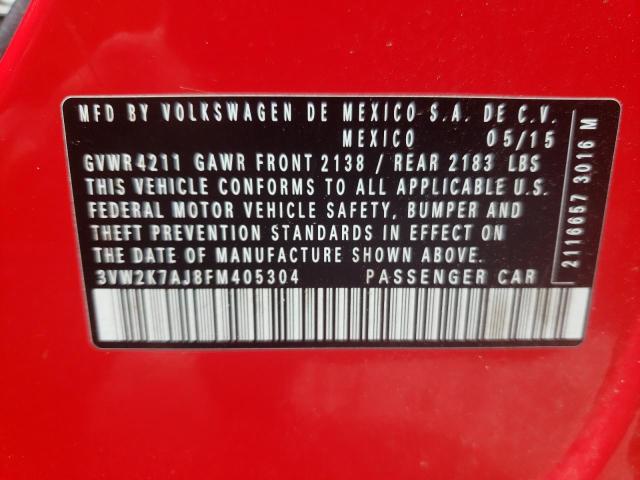 MFD BY VOLKSWAGEN DE MEXICO S.A. DE C.V.
MEXICO 05/15
GVWR 4211 GAWR FRONT 2138 / REAR 2183 LBS
THIS VEHICLE CONFORMS TO ALL APPLICABLE U.S.
FEDERAL MOTOR VEHICLE SAFETY, BUMPER AND
THEFT PREVENTION STANDARDS IN EFFECT ON
THE DATE OF MANUFACTURE SHOWN ABOVE.
3VW2K7AJ8FM405304 PASSENGER CAR
2116657 3016 M